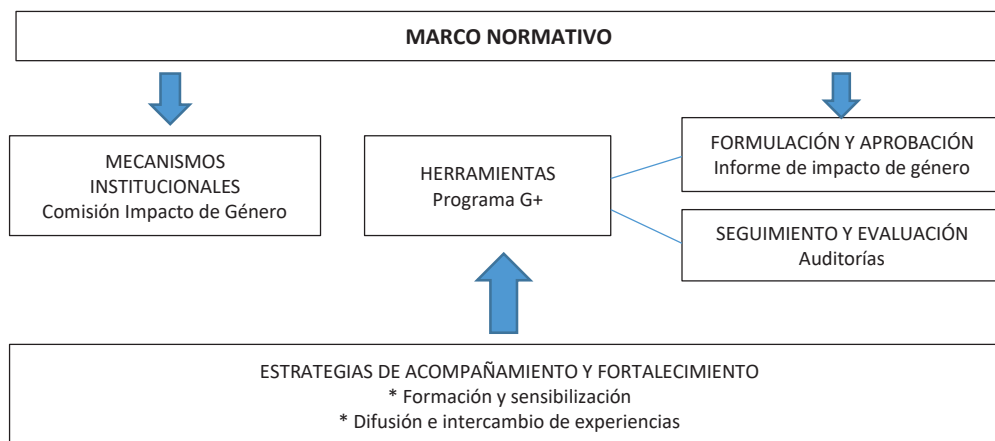 MARCO NORMATIVO
MECANISMOS
INSTITUCIONALES
Comisión Impacto de Género
HERRAMIENTAS
Programa G+
FORMULACIÓN Y APROBACIÓN
Informe de impacto de género
SEGUIMIENTO Y EVALUACIÓN
Auditorías
ESTRATEGIAS DE ACOMPAÑAMIENTO Y FORTALECIMIENTO
* Formación y sensibilización
* Difusión e intercambio de experiencias